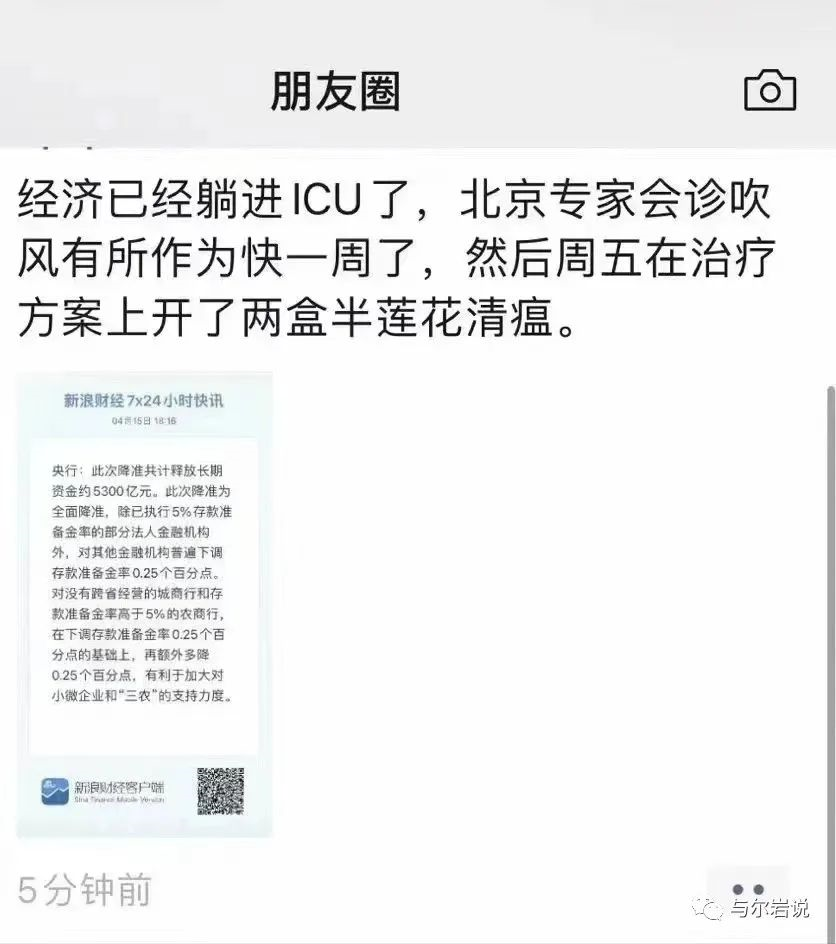 朋友圈
经济已经躺进ICU了，北京专家会诊吹
风有所作为快一周了，然后周五在治疗
方案上开了两盒半莲花清瘟。
新浪财经7x24小时快讯
04月15日 18:16
央行：此次降准共计释放长期
资金约5300亿元。此次降准为
全面降准，除已执行5%存款准
备金率的部分法人金融机构
外，对其他金融机构普遍下调
存款准备金率0.25个百分点。
对没有跨省经营的城商行和存
款准备金率高于5%的农商行，
在下调存款准备金率0.25个百
分点的基础上，再额外多降
0.25个百分点，有利于加大对
小微企业和“三农”的支持力度。
新浪财经客户端
Sina Finance Mobile Version
5分钟前
与尔岩说